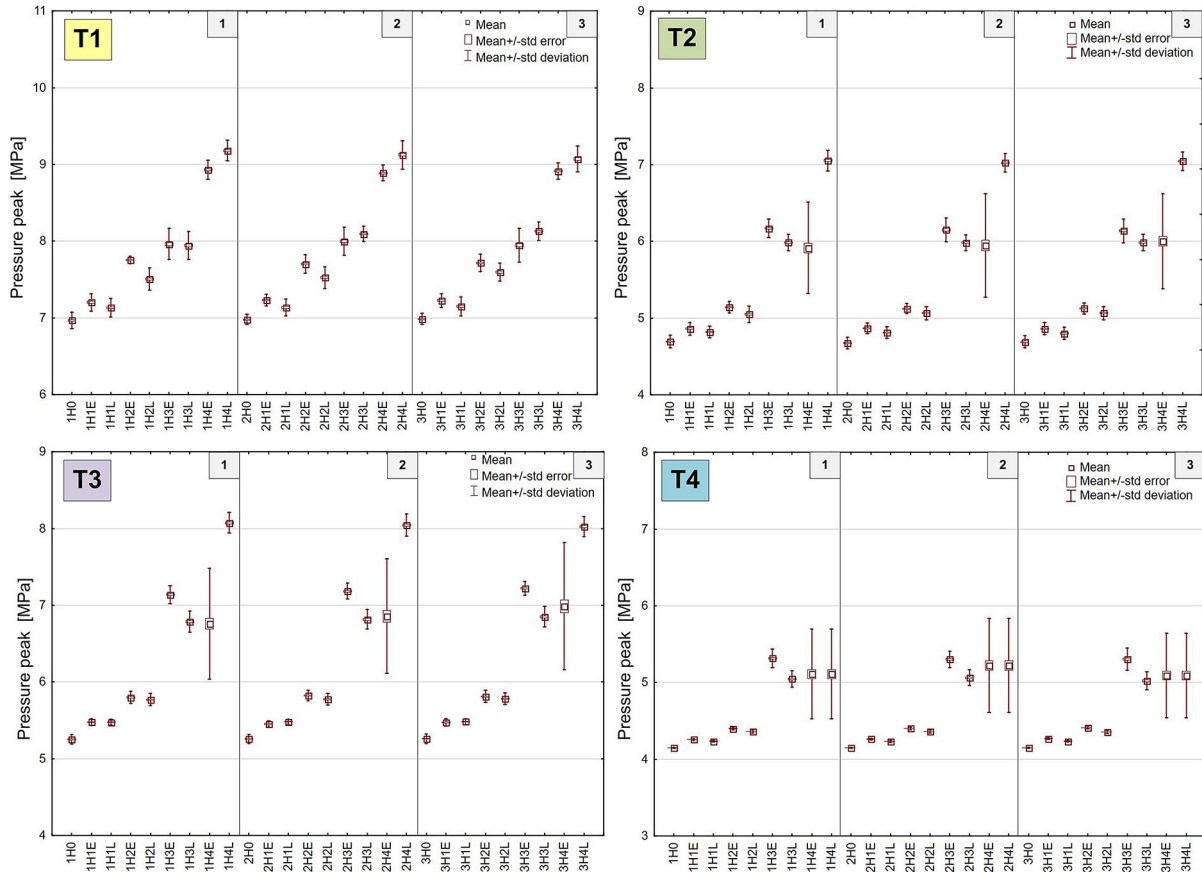 T1
1
2
3
Mean
Mean+/-std error
Mean+/-std deviation
Pressure peak [MPa]
11
10
9
8
7
6
1H0 1H1E 1H1L 1H2E 1H2L 1H3E 1H3L 1H4E 1H4L 2H0 2H1E 2H1L 2H2E 2H2L 2H3E 2H3L 2H4E 2H4L 3H0 3H1E 3H1L 3H2E 3H2L 3H3E 3H3L 3H4E 3H4L
T2
1
2
3
Mean
Mean+/-std error
Mean+/-std deviation
Pressure peak [MPa]
9
8
7
6
5
4
1H0 1H1E 1H1L 1H2E 1H2L 1H3E 1H3L 1H4E 1H4L 2H0 2H1E 2H1L 2H2E 2H2L 2H3E 2H3L 2H4E 2H4L 3H0 3H1E 3H1L 3H2E 3H2L 3H3E 3H3L 3H4E 3H4L
T3
1
2
3
Mean
Mean+/-std error
Mean+/-std deviation
Pressure peak [MPa]
9
8
7
6
5
4
1H0 1H1E 1H1L 1H2E 1H2L 1H3E 1H3L 1H4E 1H4L 2H0 2H1E 2H1L 2H2E 2H2L 2H3E 2H3L 2H4E 2H4L 3H0 3H1E 3H1L 3H2E 3H2L 3H3E 3H3L 3H4E 3H4L
T4
1
2
3
Mean
Mean+/-std error
Mean+/-std deviation
Pressure peak [MPa]
8
7
6
5
4
3
1H0 1H1E 1H1L 1H2E 1H2L 1H3E 1H3L 1H4E 1H4L 2H0 2H1E 2H1L 2H2E 2H2L 2H3E 2H3L 2H4E 2H4L 3H0 3H1E 3H1L 3H2E 3H2L 3H3E 3H3L 3H4E 3H4L